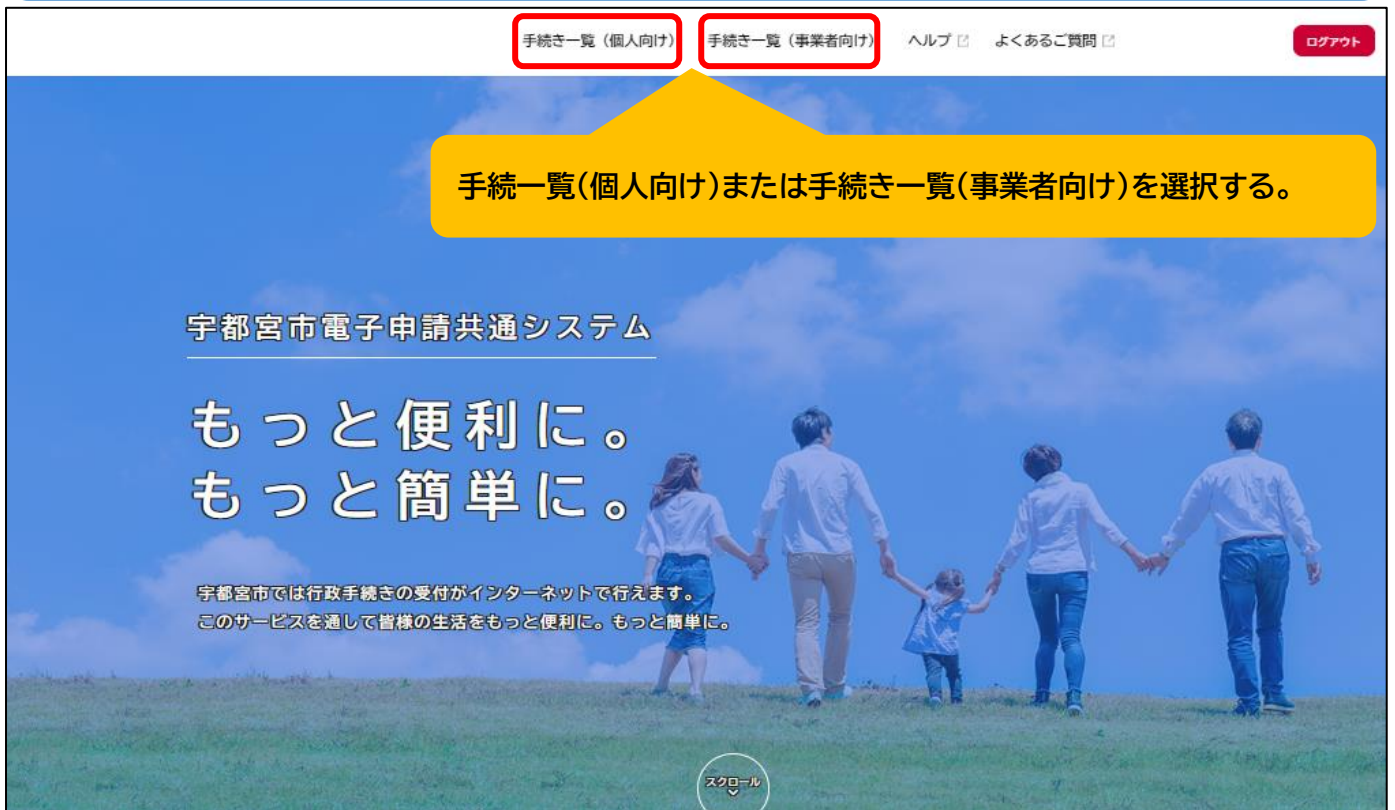 手続き一覧（個人向け） 手続き一覧（事業者向け） ヘルプ よくあるご質問 ログアウト
手続一覧(個人向け)または手続き一覧(事業者向け)を選択する。
宇都宮市電子申請共通システム
もっと便利に。
もっと簡単に。
宇都宮市では行政手続きの受付がインターネットで行えます。
このサービスを通して皆様の生活をもっと便利に。もっと簡単に。
スクロール